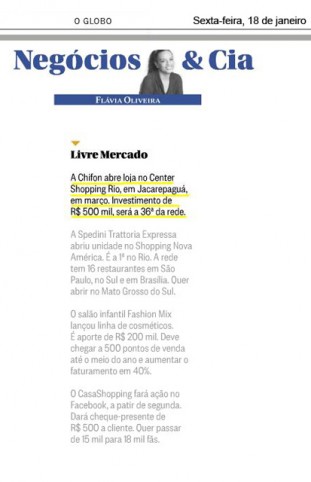 O GLOBO
Sexta-feira, 18 de janeiro
Negócios & Cia
FLÁVIA OLIVEIRA
Livre Mercado
A Chifon abre loja no Center
Shopping Rio, em Jacarepaguá,
em março. Investimento de
R$ 500 mil, será a 36ª da rede.
A Spedini Trattoria Expressa
abriu unidade no Shopping Nova
América. É a 1ª no Rio. A rede
tem 16 restaurantes em São
Paulo, no Sul e em Brasília. Quer
abrir no Mato Grosso do Sul.
O salão infantil Fashion Mix
lançou linha de cosméticos.
É aporte de R$ 200 mil. Deve
chegar a 500 pontos de venda
até o meio do ano e aumentar o
faturamento em 40%.
O CasaShopping fará ação no
Facebook, a patir de segunda.
Dará cheque-presente de
R$ 500 a cliente. Quer passar
de 15 mil para 18 mil fãs.